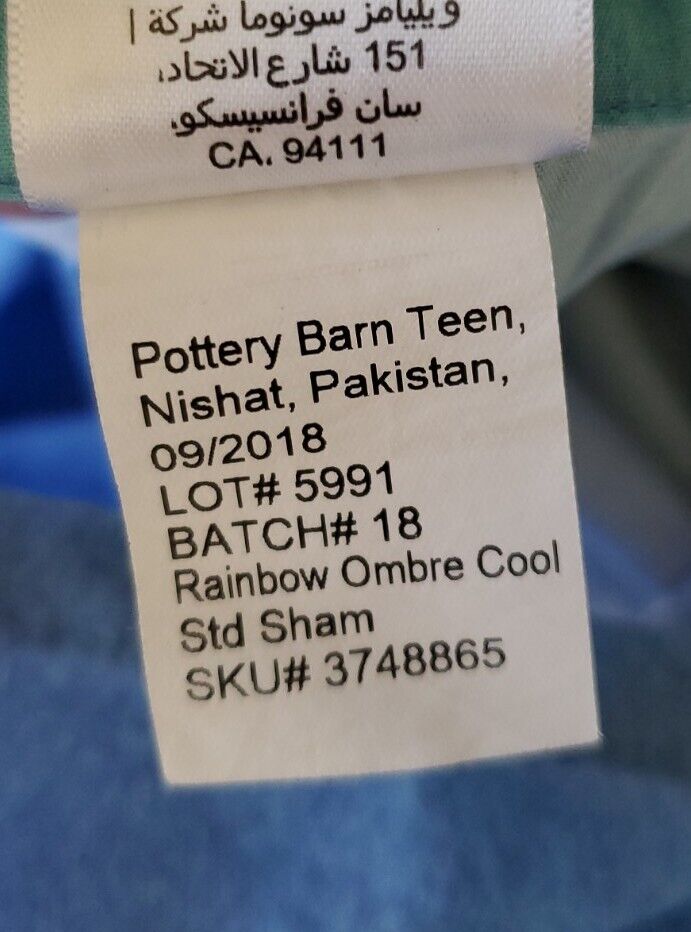 ويليامز سونوما شركة |
151 شارع الاتحاد،
سان فرانسيسكو،
CA. 94111
Pottery Barn Teen,
Nishat, Pakistan,
09/2018
LOT# 5991
BATCH# 18
Rainbow Ombre Cool
Std Sham
SKU# 3748865